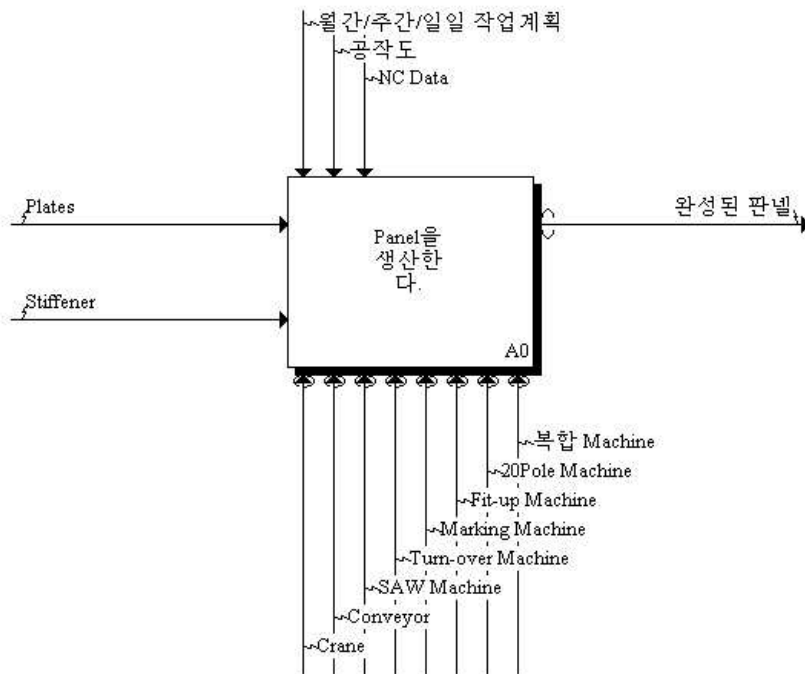 월간/주간/일일 작업계획
공작도
NC Data
Plates
완성된 판넬
Panel을
생산한
다.
Stiffener
A0
복합 Machine
20Pole Machine
Fit-up Machine
Marking Machine
Turn-over Machine
SAW Machine
Conveyor
Crane